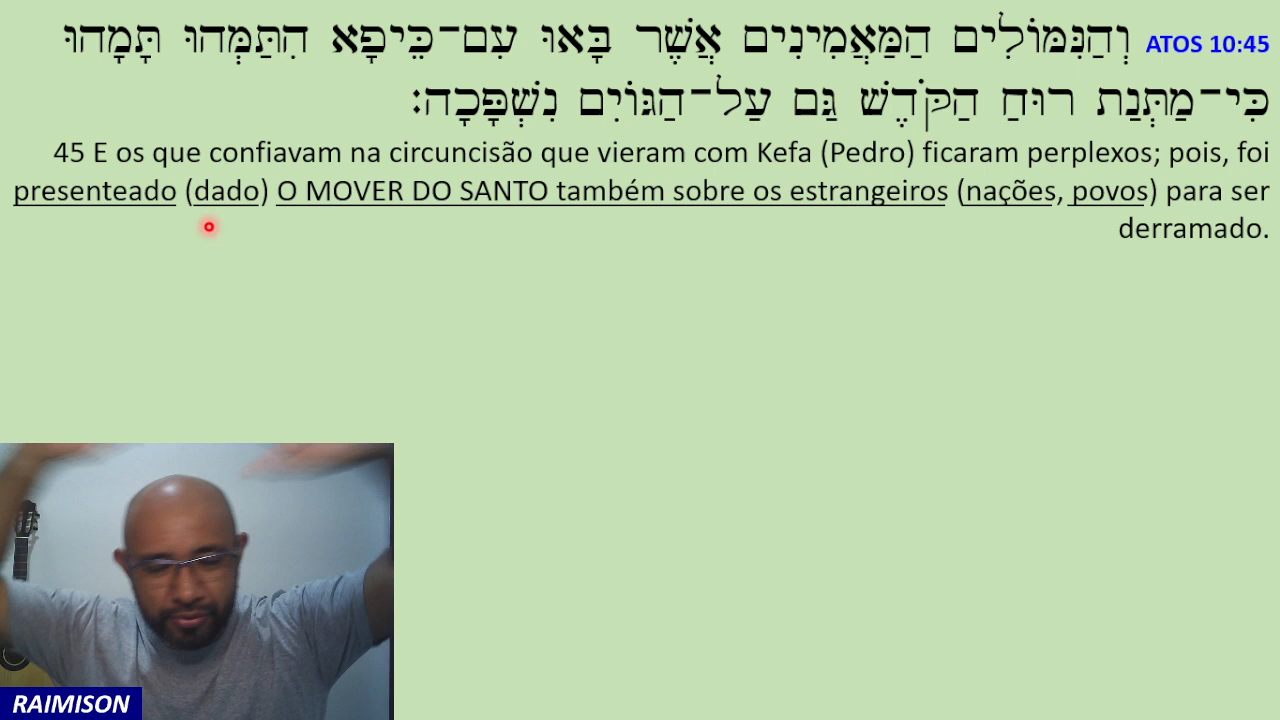 ATOS 10:45 וְהַנִּמּוֹלִים הַמַּאֲמִינִים אֲשֶׁר בָּאוּ עִם־כֵּיפָא הִתַּמְּהוּ תָּמָהוּ
כִּי־מַתְּנַת רוּחַ הַקֹּדֶשׁ גַּם עַל־הַגּוֹיִם נִשְׁפָּכָה׃
45 E os que confiavam na circuncisão que vieram com Kefa (Pedro) ficaram perplexos; pois, foi
presenteado (dado) O MOVER DO SANTO também sobre os estrangeiros (nações, povos) para ser
derramado.
RAIMISON